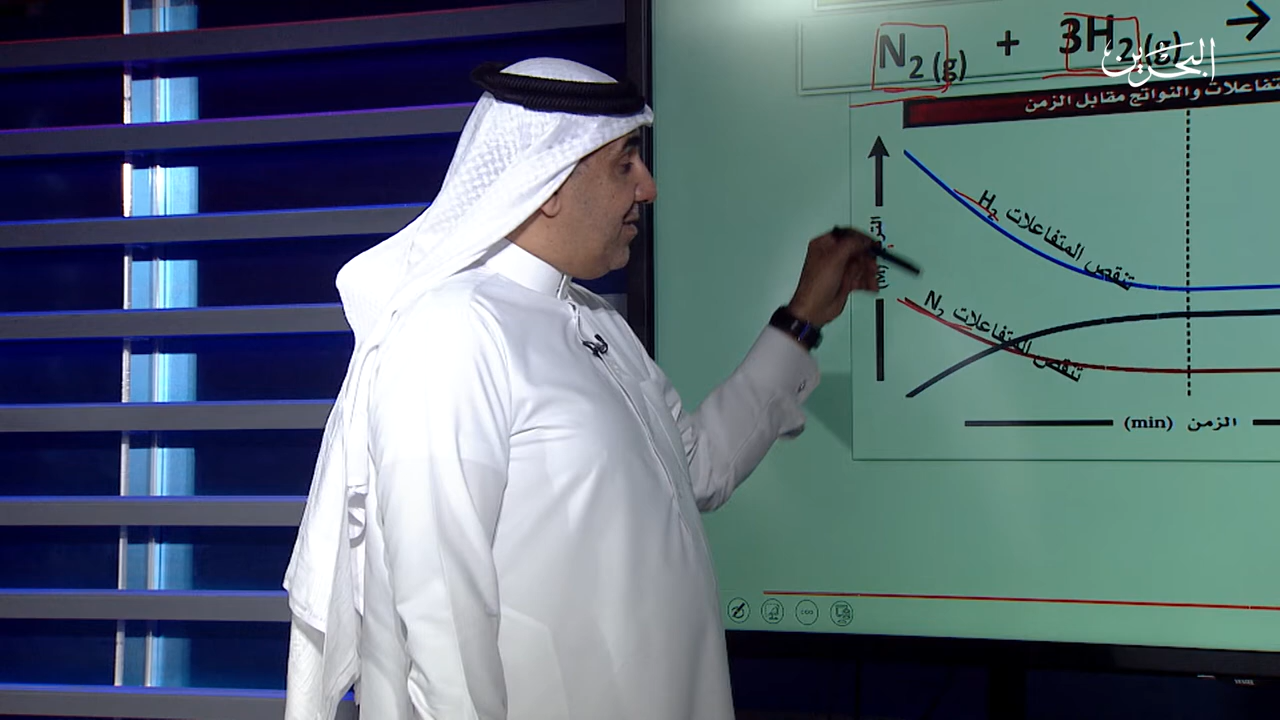 N2 (g) + 3H2 (g) →
البحرين
تفاعلات والنواتج مقابل الزمن
تنقص المتفاعلات H2
تنقص المتفاعلات N2
الزمن (min)